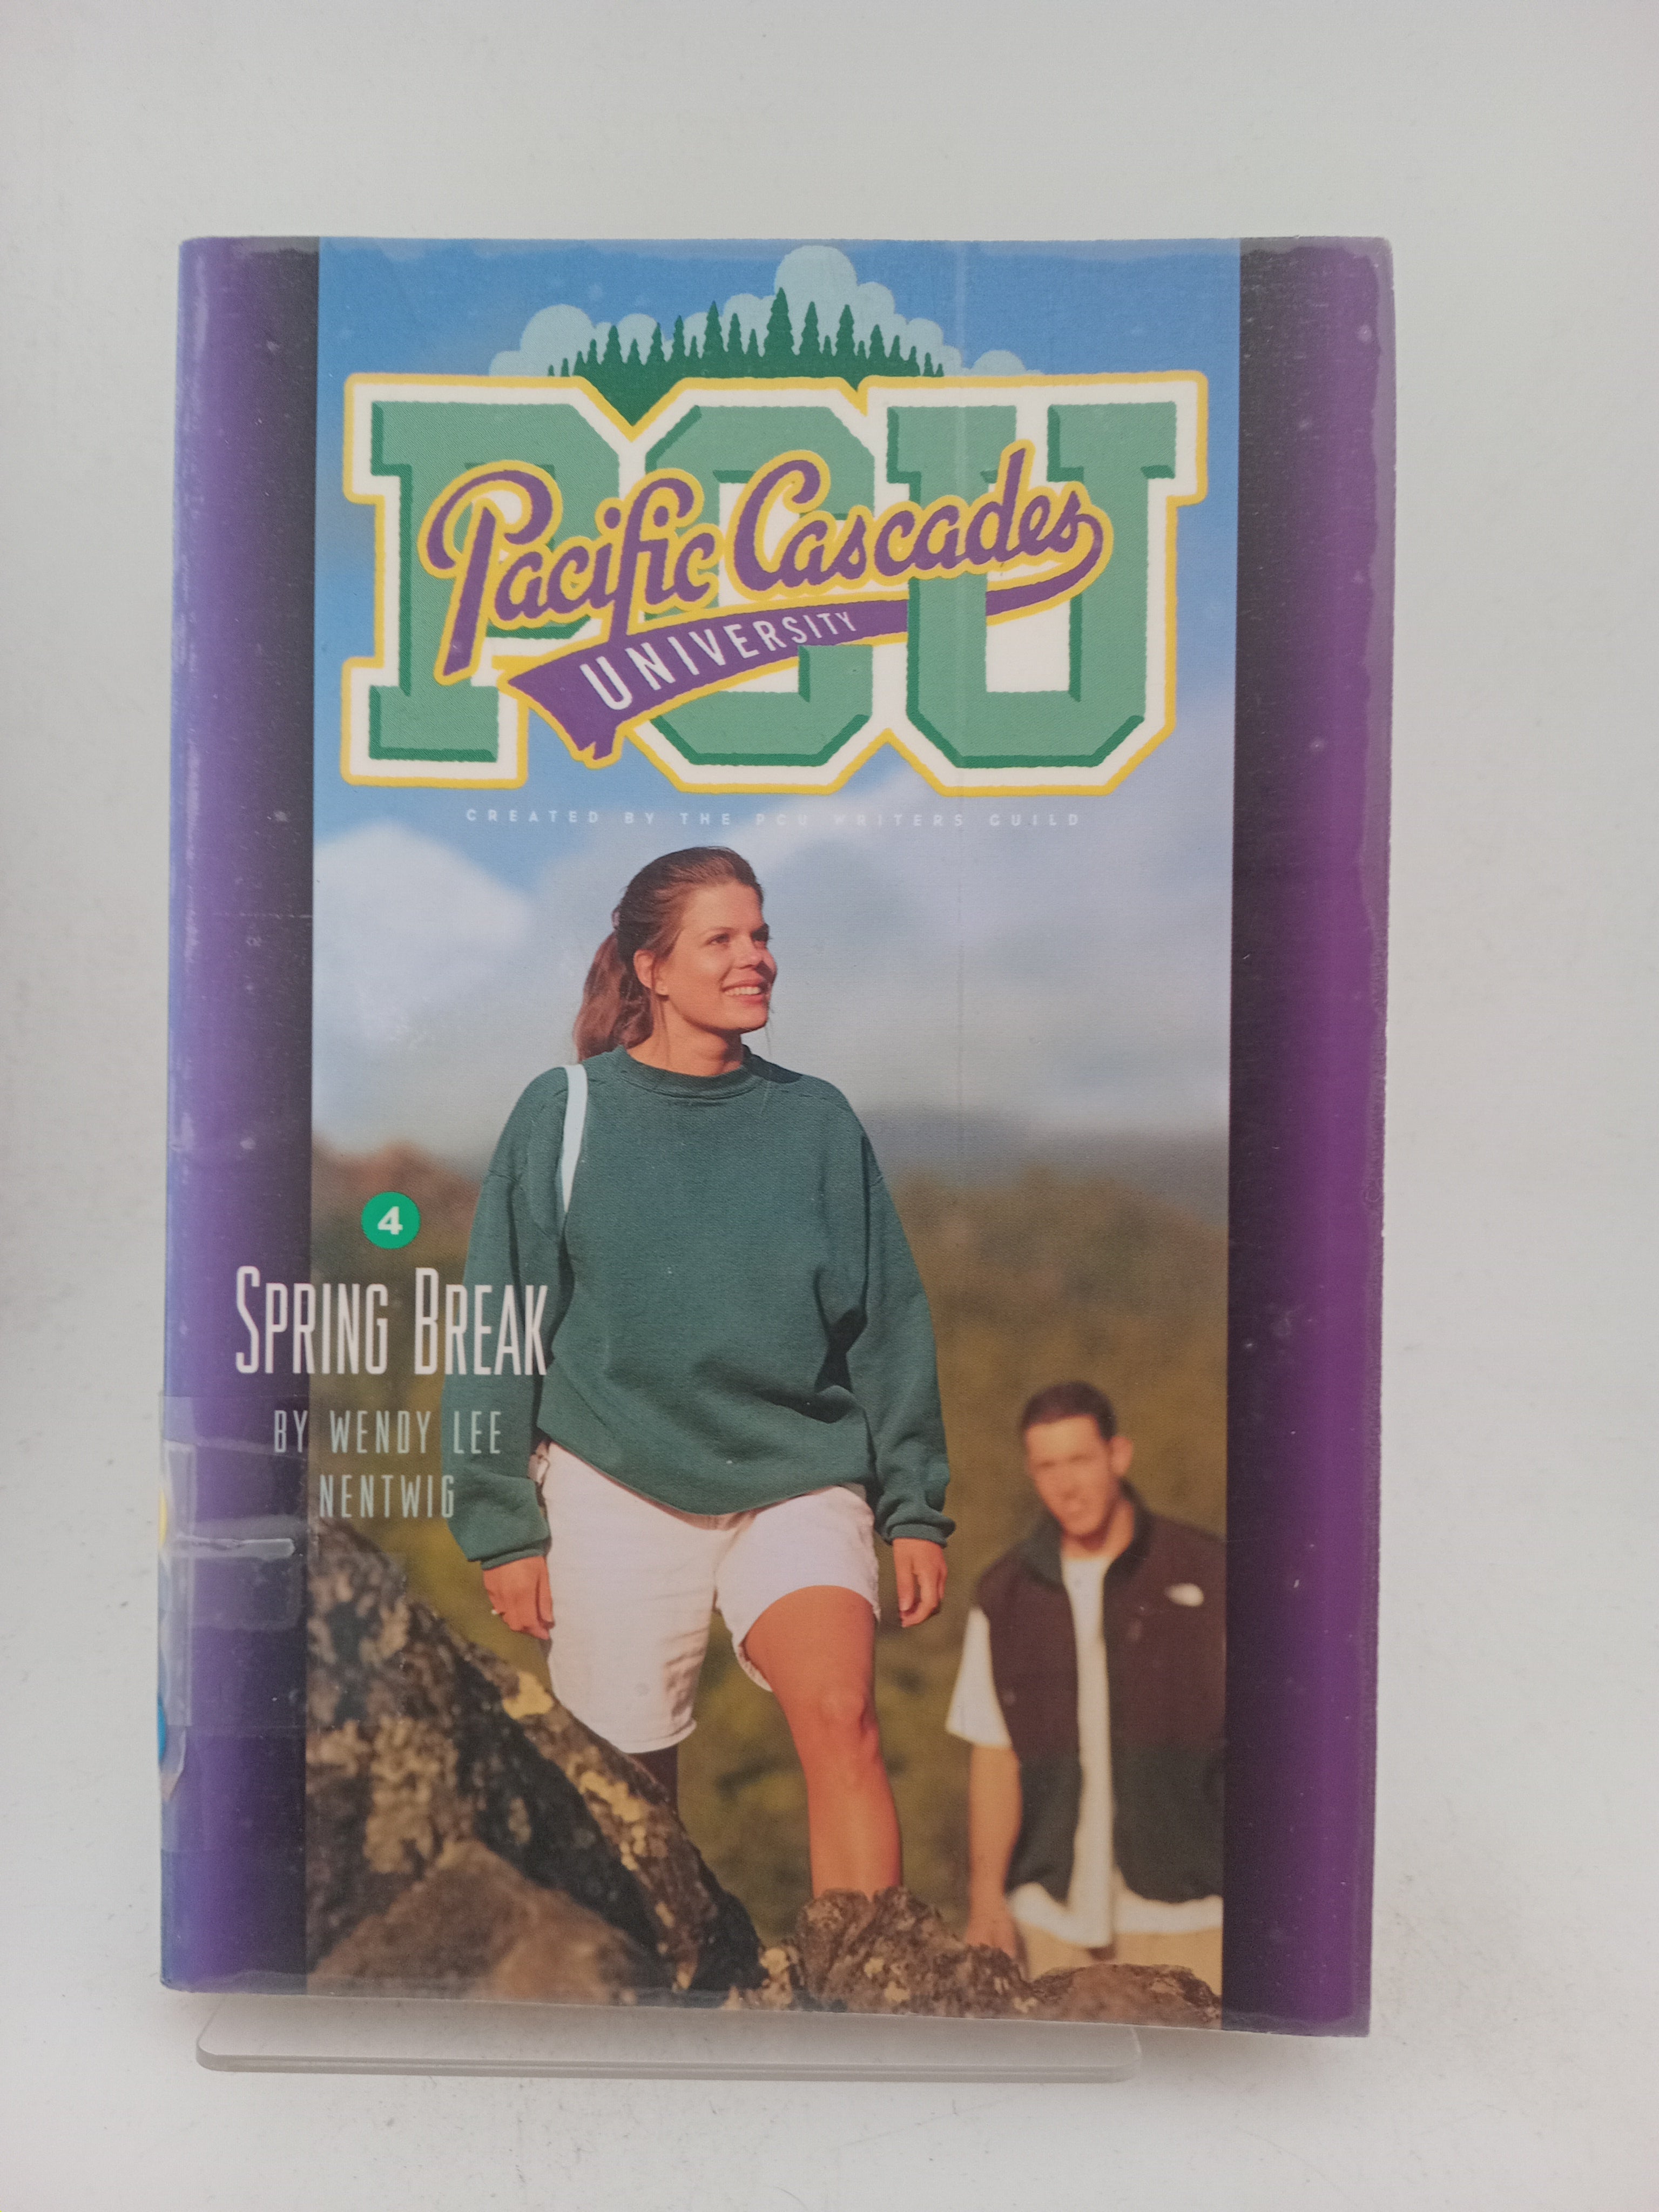 PCU
Pacific Cascades
UNIVERSITY
CREATED BY THE PCU WRITERS GUILD
4
SPRING BREAK
BY WENDY LEE
NENTWIG